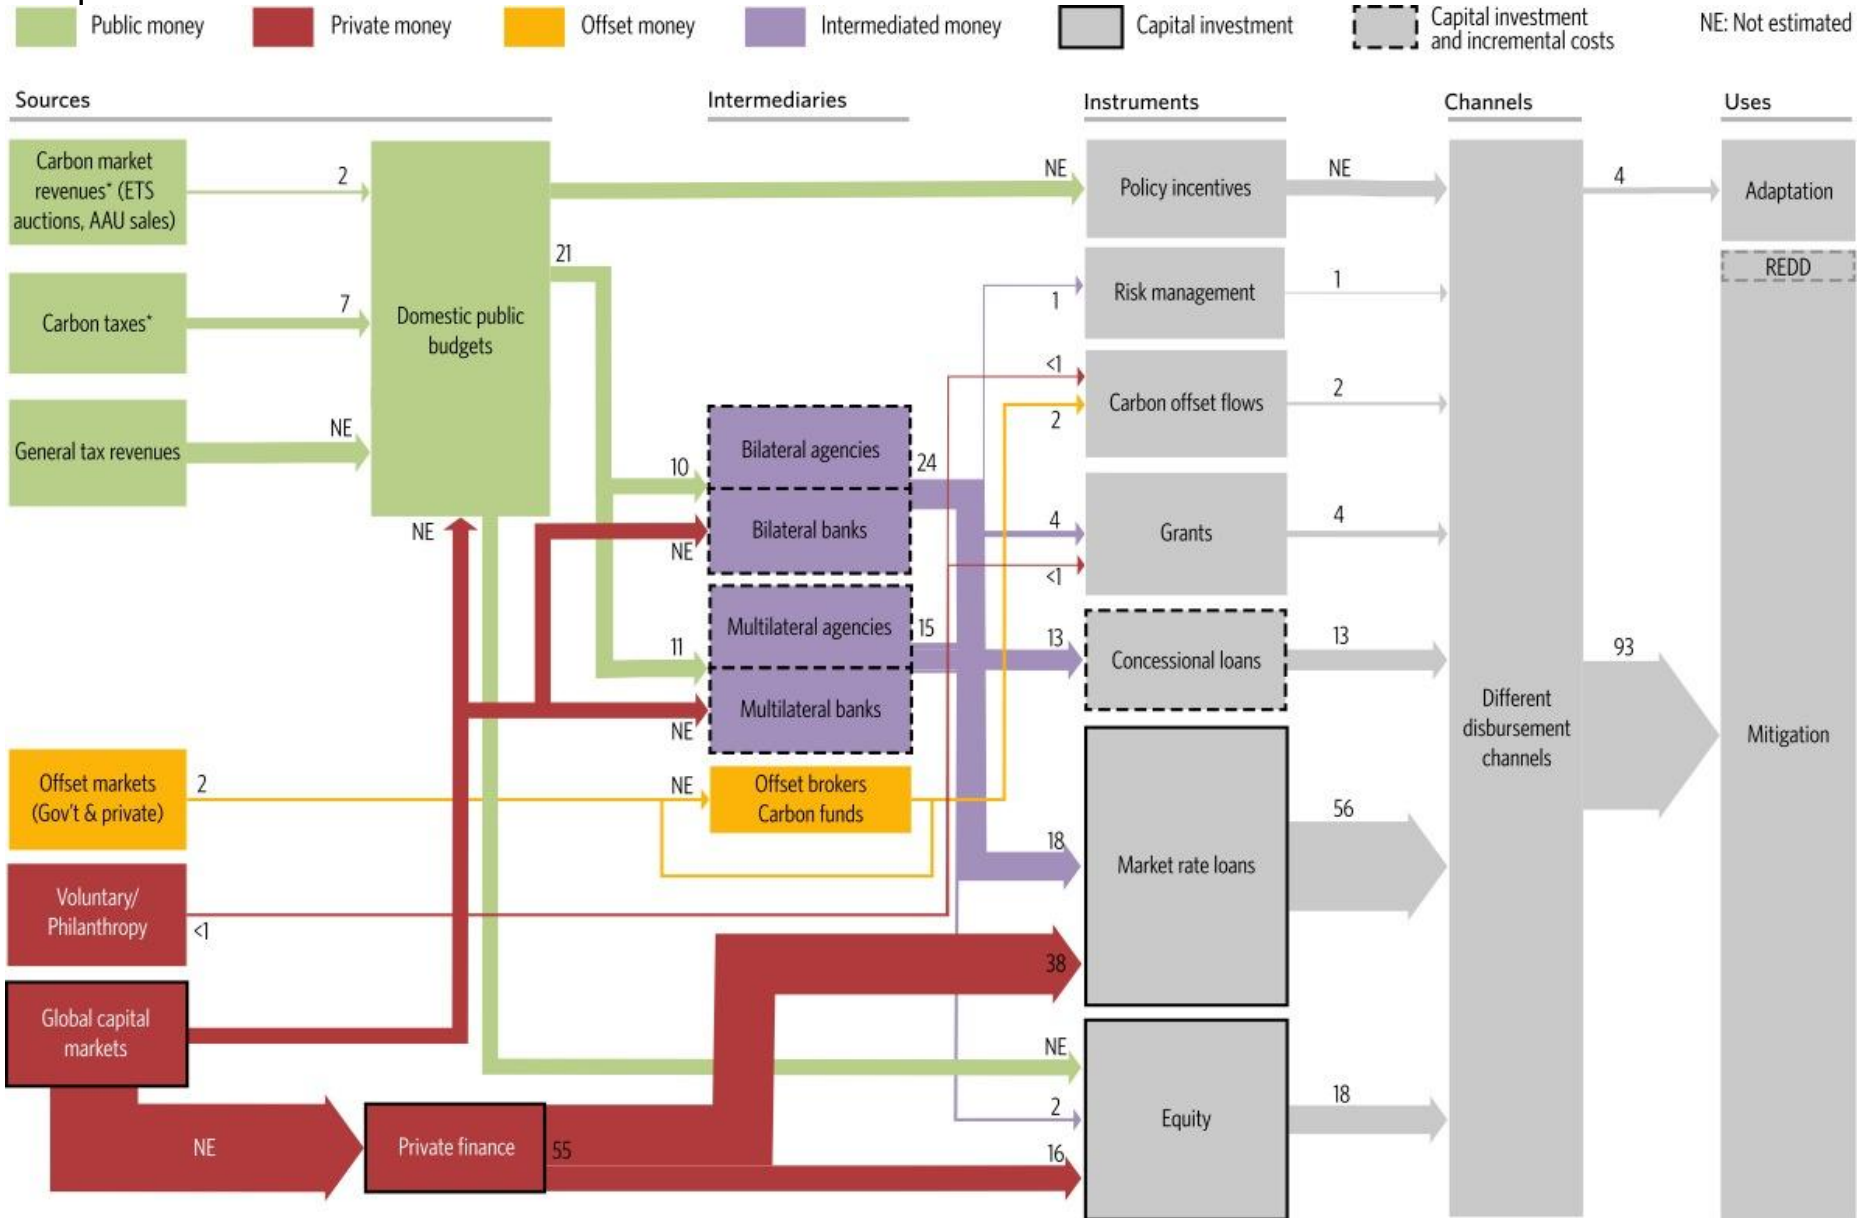 Public money
Private money
Offset money
Intermediated money
Capital investment
Capital investment
and incremental costs
NE: Not estimated
Sources
Intermediaries
Instruments
Channels
Uses
Carbon market
revenues* (ETS
auctions, AAU sales)
2
Carbon taxes*
7
General tax revenues
NE
Domestic public
budgets
21
NE
NE
10
11
Bilateral agencies
Bilateral banks
24
NE
Multilateral agencies
Multilateral banks
15
NE
Offset markets
(Gov't & private)
2
NE
Offset brokers
Carbon funds
Voluntary/
Philanthropy
<1
Global capital
markets
NE
Private finance
55
Policy incentives
NE
1
Risk management
1
<1
2
Carbon offset flows
2
4
<1
Grants
4
13
Concessional loans
13
18
38
Market rate loans
56
NE
2
16
Equity
18
Different
disbursement
channels
4
93
Adaptation
REDD
Mitigation